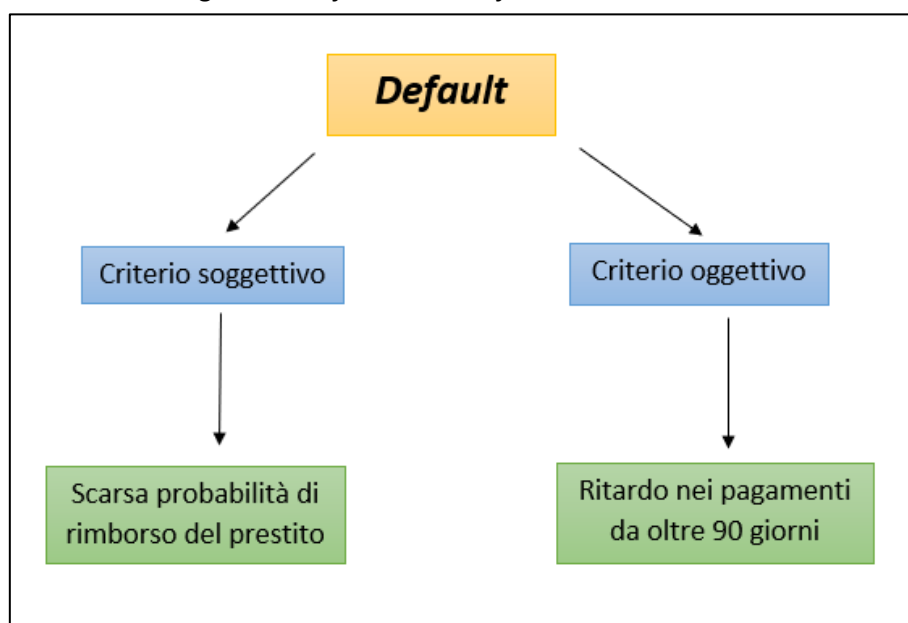 Default
Criterio soggettivo
Criterio oggettivo
Scarsa probabilità di
rimborso del prestito
Ritardo nei pagamenti
da oltre 90 giorni